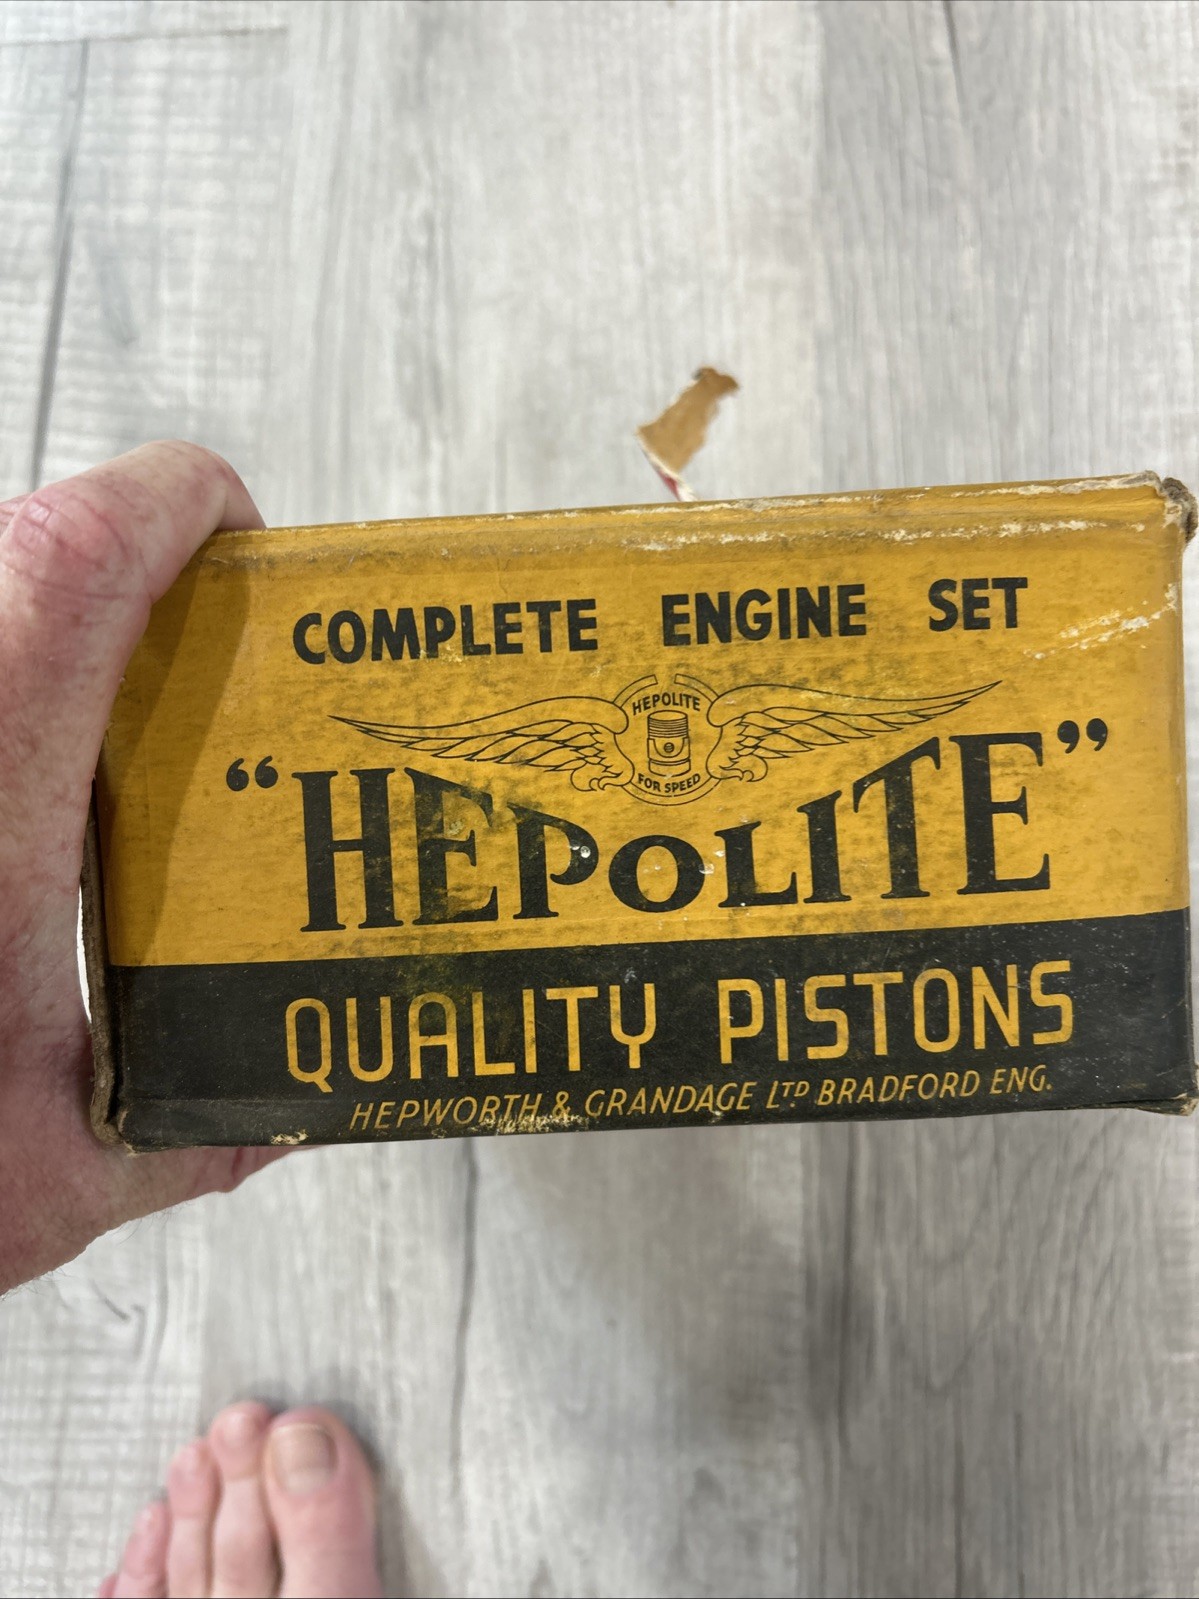 COMPLETE ENGINE SET
HEPOLITE
FOR SPEED
“HEPOLITE”
QUALITY PISTONS
HEPWORTH & GRANDAGE LTD BRADFORD ENG.